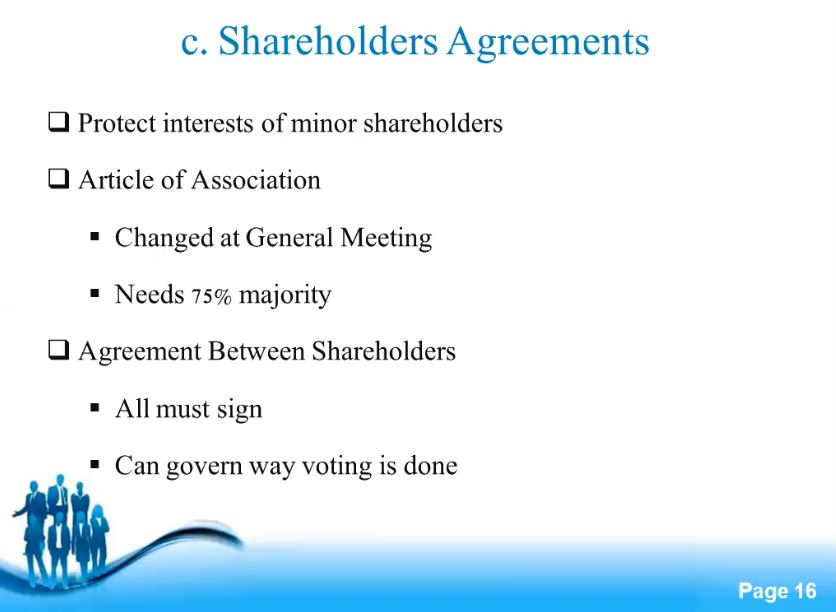 c. Shareholders Agreements
Protect interests of minor shareholders
Article of Association
Changed at General Meeting
Needs 75% majority
Agreement Between Shareholders
All must sign
Can govern way voting is done
Page 16